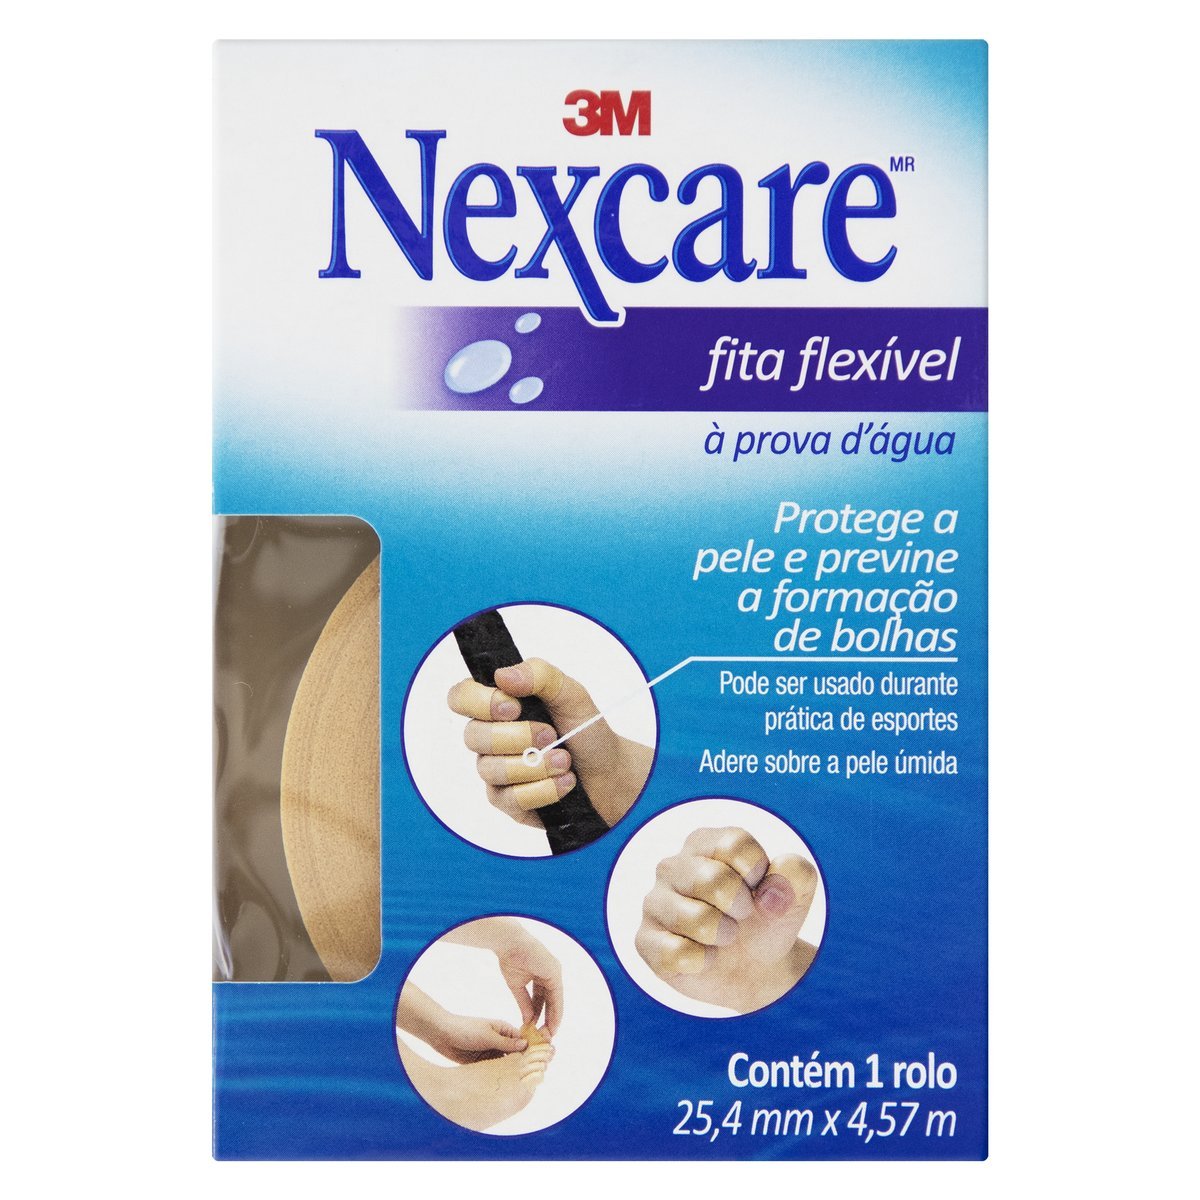 3M
Nexcare MR
fita flexível
à prova d'água
Protege a
pele e previne
a formação
de bolhas
Pode ser usado durante
prática de esportes
Adere sobre a pele úmida
Contém 1 rolo
25,4 mm x 4,57 m